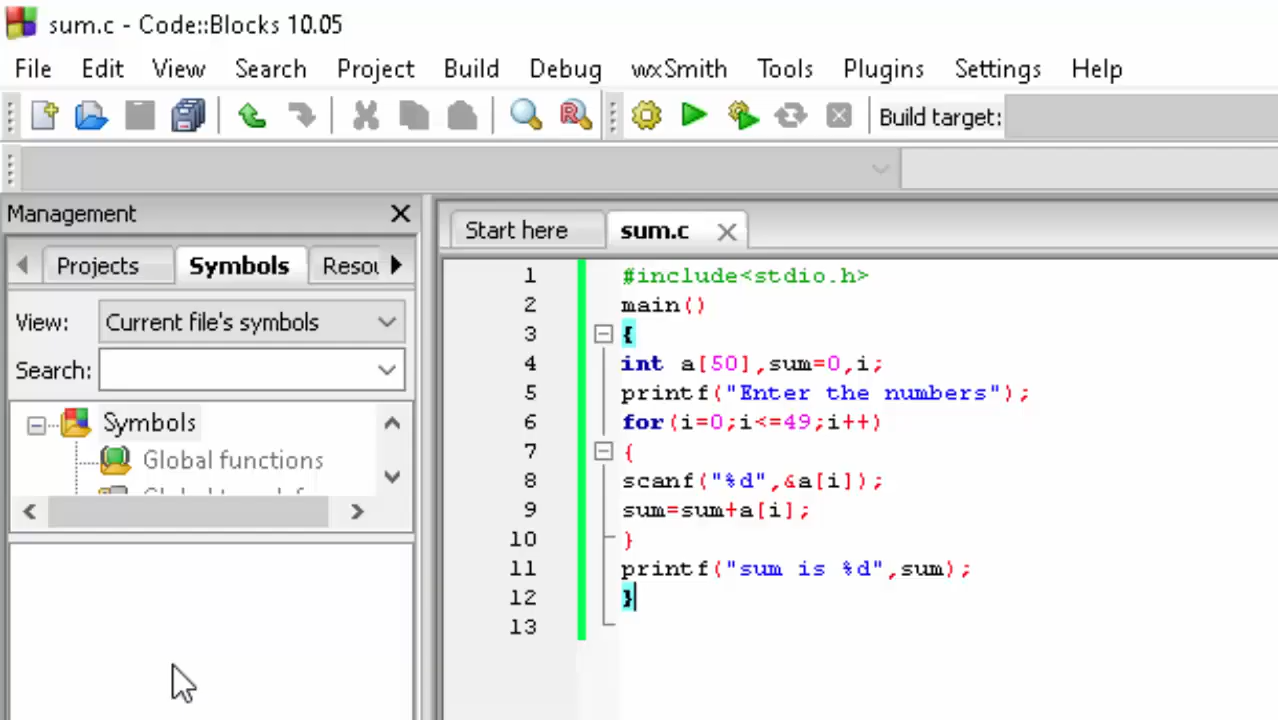 sum.c - Code::Blocks 10.05
File Edit View Search Project Build Debug wxSmith Tools Plugins Settings Help
Build target:
Management
Projects Symbols Resou
View: Current file's symbols
Search:
Symbols
Global functions
Start here sum.c
1 #include<stdio.h>
2 main()
3 {
4 int a[50],sum=0,i;
5 printf("Enter the numbers");
6 for(i=0;i<=49;i++)
7 {
8 scanf("%d",&a[i]);
9 sum=sum+a[i];
10 }
11 printf("sum is %d",sum);
12 }
13